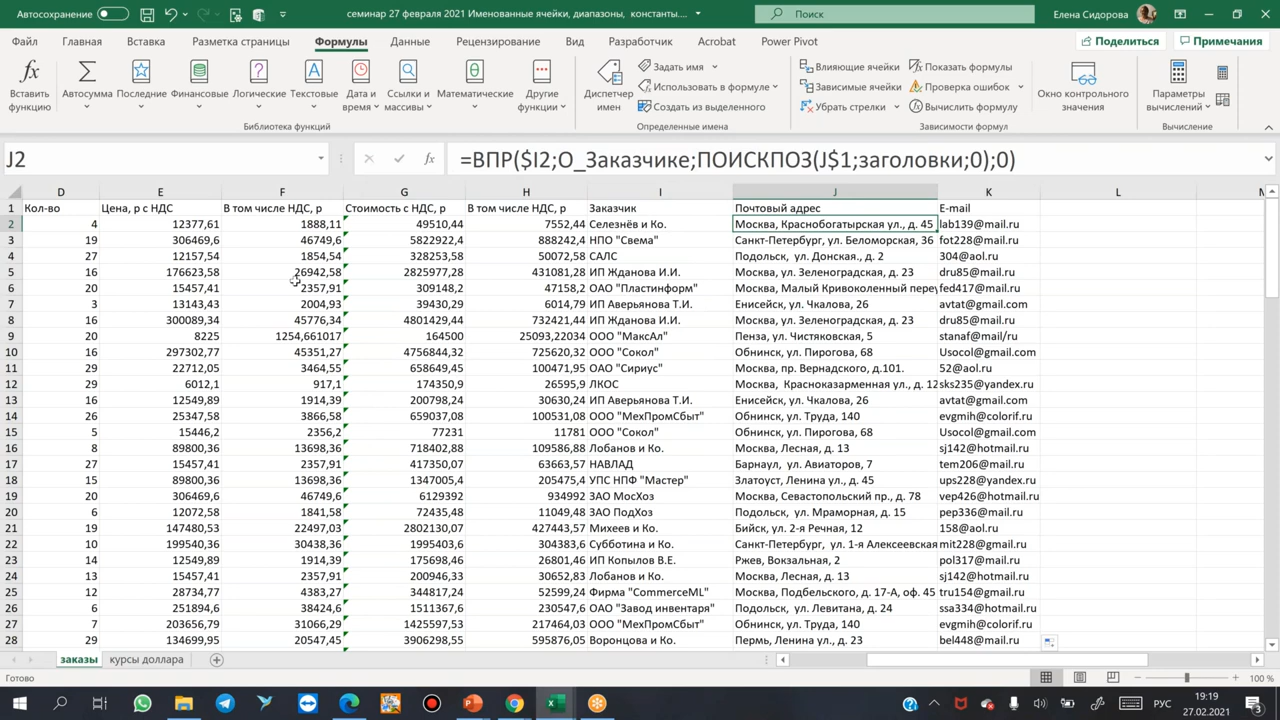 Автосохранение
семинар 27 февраля 2021 Именованные ячейки, диапазоны, константы....
Поиск
Елена Сидорова
Файл Главная Вставка Разметка страницы Формулы Данные Рецензирование Вид Разработчик Acrobat Power Pivot Поделиться Примечания
Вставить функцию
Автосумма
Последние
Финансовые
Логические
Текстовые
Дата и время
Ссылки и массивы
Математические
Другие функции
Библиотека функций
Диспетчер имен
Задать имя
Использовать в формуле
Создать из выделенного
Определенные имена
Влияющие ячейки
Зависимые ячейки
Убрать стрелки
Показать формулы
Проверка ошибок
Вычислить формулу
Зависимости формул
Окно контрольного значения
Параметры вычислений
Вычисление
J2
fx
=ВПР($I2;О_Заказчике;ПОИСКПОЗ(J$1;заголовки;0);0)
D E F G H I J K L
1 Кол-во Цена, р с НДС В том числе НДС, р Стоимость с НДС, р В том числе НДС, р Заказчик Почтовый адрес E-mail
2 4 12377,61 1888,11 49510,44 7552,44 Селезнёв и Ко. Москва, Краснобогатырская ул., д. 45 lab139@mail.ru
3 19 306469,6 46749,6 5822922,4 888242,4 НПО "Свема" Санкт-Петербург, ул. Беломорская, 36 fot228@mail.ru
4 27 12157,54 1854,54 328253,58 50072,58 САЛС Подольск, ул. Донская., д. 2 304@aol.ru
5 16 176623,58 26942,58 2825977,28 431081,28 ИП Жданова И.И. Москва, ул. Зеленоградская, д. 23 dru85@mail.ru
6 20 15457,41 2357,91 309148,2 47158,2 ОАО "Пластинформ" Москва, Малый Кривоколенный переу fed417@mail.ru
7 3 13143,43 2004,93 39430,29 6014,79 ИП Аверьянова Т.И. Енисейск, ул. Чкалова, 26 avtat@gmail.com
8 16 300089,34 45776,34 4801429,44 732421,44 ИП Жданова И.И. Москва, ул. Зеленоградская, д. 23 dru85@mail.ru
9 20 8225 1254,661017 164500 25093,22034 ООО "МаксАл" Пенза, ул. Чистяковская, 5 stanaf@mail/ru
10 16 297302,77 45351,27 4756844,32 725620,32 ООО "Сокол" Обнинск, ул. Пирогова, 68 Usocol@gmail.com
11 29 22712,05 3464,55 658649,45 100471,95 ОАО "Сириус" Москва, пр. Вернадского, д.101. 52@aol.ru
12 29 6012,1 917,1 174350,9 26595,9 ЛКОС Москва, Красноказарменная ул., д. 12 sks235@yandex.ru
13 16 12549,89 1914,39 200798,24 30630,24 ИП Аверьянова Т.И. Енисейск, ул. Чкалова, 26 avtat@gmail.com
14 26 25347,58 3866,58 659037,08 100531,08 ООО "МехПромСбыт" Обнинск, ул. Труда, 140 evgmih@colorif.ru
15 5 15446,2 2356,2 77231 11781 ООО "Сокол" Обнинск, ул. Пирогова, 68 Usocol@gmail.com
16 8 89800,36 13698,36 718402,88 109586,88 Лобанов и Ко. Москва, Лесная, д. 13 sj142@hotmail.ru
17 27 15457,41 2357,91 417350,07 63663,57 НАВЛАД Барнаул, ул. Авиаторов, 7 tem206@mail.ru
18 15 89800,36 13698,36 1347005,4 205475,4 УПС НПФ "Мастер" Златоуст, Ленина ул., д. 45 ups228@yandex.ru
19 20 306469,6 46749,6 6129392 934992 ЗАО МосХоз Москва, Севастопольский пр., д. 78 vep426@hotmail.ru
20 6 12072,58 1841,58 72435,48 11049,48 ЗАО ПодХоз Подольск, ул. Мраморная, д. 15 pep336@mail.ru
21 19 147480,53 22497,03 2802130,07 427443,57 Михеев и Ко. Бийск, ул. 2-я Речная, 12 158@aol.ru
22 10 199540,36 30438,36 1995403,6 304383,6 Субботина и Ко. Санкт-Петербург, ул. 1-я Алексеевская mit228@gmail.ru
23 14 12549,89 1914,39 175698,46 26801,46 ИП Копылов В.Е. Ржев, Вокзальная, 2 pol317@mail.ru
24 13 15457,41 2357,91 200946,33 30652,83 Лобанов и Ко. Москва, Лесная, д. 13 sj142@hotmail.ru
25 12 28734,77 4383,27 344817,24 52599,24 Фирма "CommerceML" Москва, Подбельского, д. 17-А, оф. 45 tru154@gmail.ru
26 6 251894,6 38424,6 1511367,6 230547,6 ОАО "Завод инвентаря" Подольск, ул. Левитана, д. 24 ssa334@hotmail.ru
27 7 203656,79 31066,29 1425597,53 217464,03 ООО "МехПромСбыт" Обнинск, ул. Труда, 140 evgmih@colorif.ru
28 29 134699,95 20547,45 3906298,55 595876,05 Воронцова и Ко. Пермь, Ленина ул., д. 23 bel448@mail.ru
заказы курсы доллара
Готово
100 %
РУС
19:19
27.02.2021